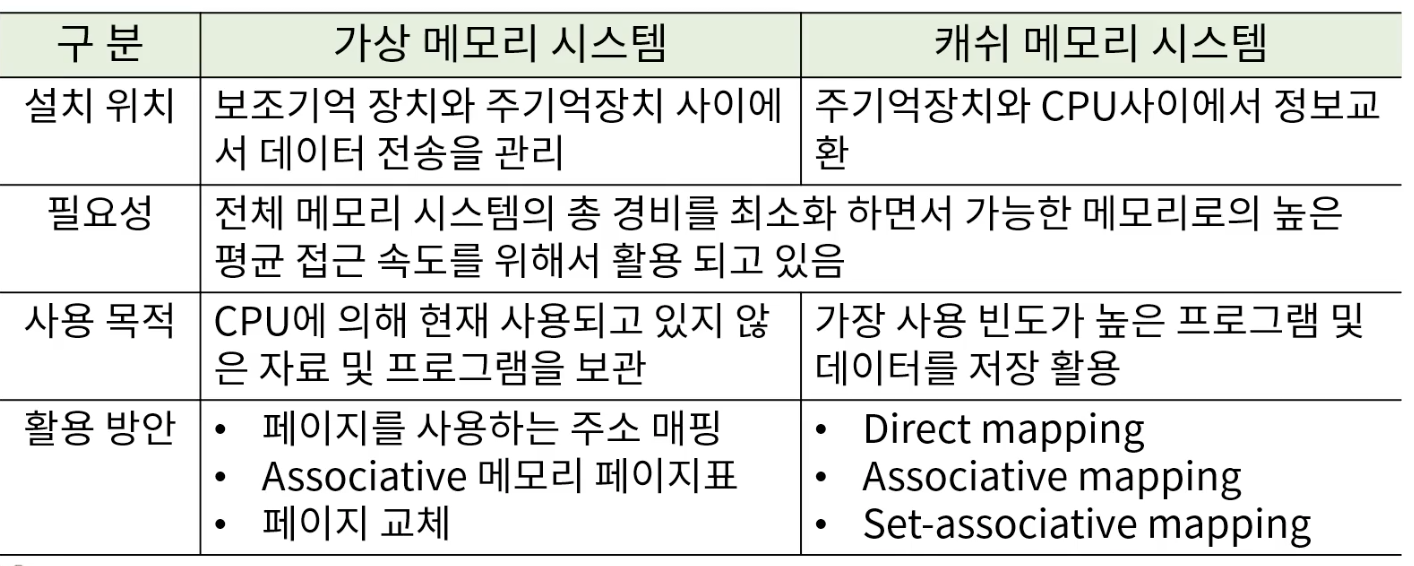 구 분 가상 메모리 시스템 캐쉬 메모리 시스템
설치 위치 보조기억 장치와 주기억장치 사이에 주기억장치와 CPU사이에서 정보교
서 데이터 전송을 관리 환
필요성 전체 메모리 시스템의 총 경비를 최소화 하면서 가능한 메모리로의 높은
평균 접근 속도를 위해서 활용 되고 있음
사용 목적 CPU에 의해 현재 사용되고 있지 않 가장 사용 빈도가 높은 프로그램 및
은 자료 및 프로그램을 보관 데이터를 저장 활용
활용 방안 • 페이지를 사용하는 주소 매핑 • Direct mapping
• Associative 메모리 페이지표 • Associative mapping
• 페이지 교체 • Set-associative mapping